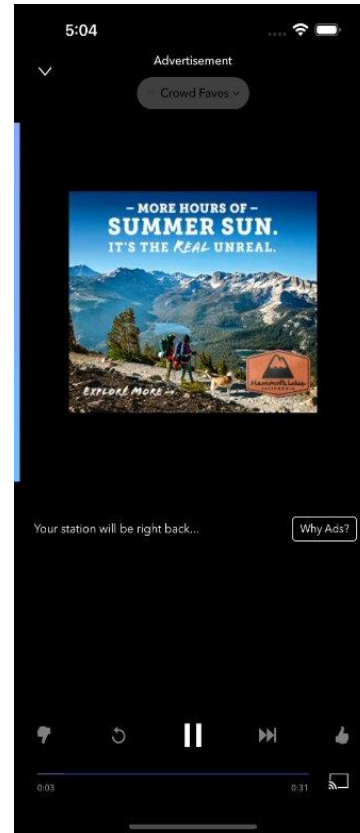 5:04
Advertisement
Crowd Faves
– MORE HOURS OF –
SUMMER SUN.
IT'S THE REAL UNREAL.
EXPLORE MORE →
Mammoth Lakes
CALIFORNIA
Your station will be right back...
Why Ads?
0:03
0:31